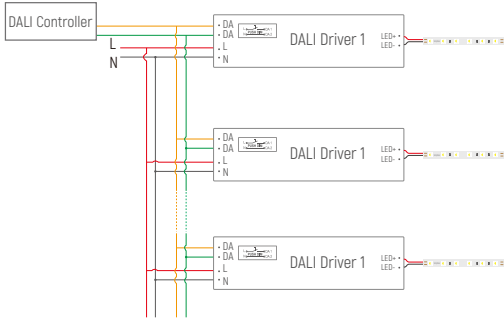 DALI Controller
L
N
DA
DA
L
N
DALI Driver 1
LED+
LED-
DA
DA
L
N
DALI Driver 1
LED+
LED-
DA
DA
L
N
DALI Driver 1
LED+
LED-